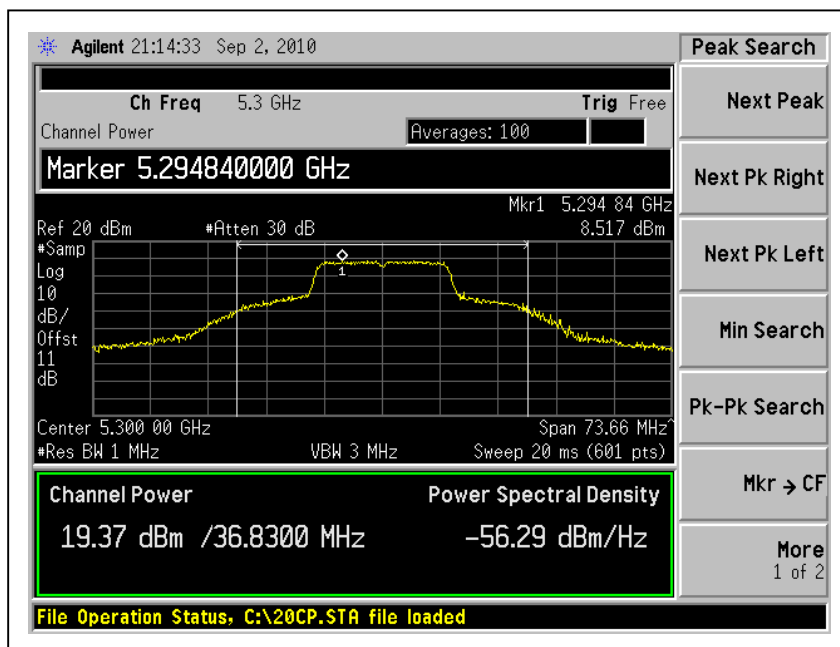 Agilent 21:14:33 Sep 2, 2010
Peak Search
Ch Freq 5.3 GHz
Trig Free
Channel Power
Averages: 100
Marker 5.294840000 GHz
Mkr1 5.294 84 GHz
Ref 20 dBm #Atten 30 dB 8.517 dBm
#Samp
Log
10
dB/
Offst
11
dB
1
Center 5.300 00 GHz Span 73.66 MHz^
#Res BW 1 MHz VBW 3 MHz Sweep 20 ms (601 pts)
Channel Power
Power Spectral Density
19.37 dBm /36.8300 MHz
-56.29 dBm/Hz
File Operation Status, C:\20CP.STA file loaded
Next Peak
Next Pk Right
Next Pk Left
Min Search
Pk-Pk Search
Mkr → CF
More
1 of 2